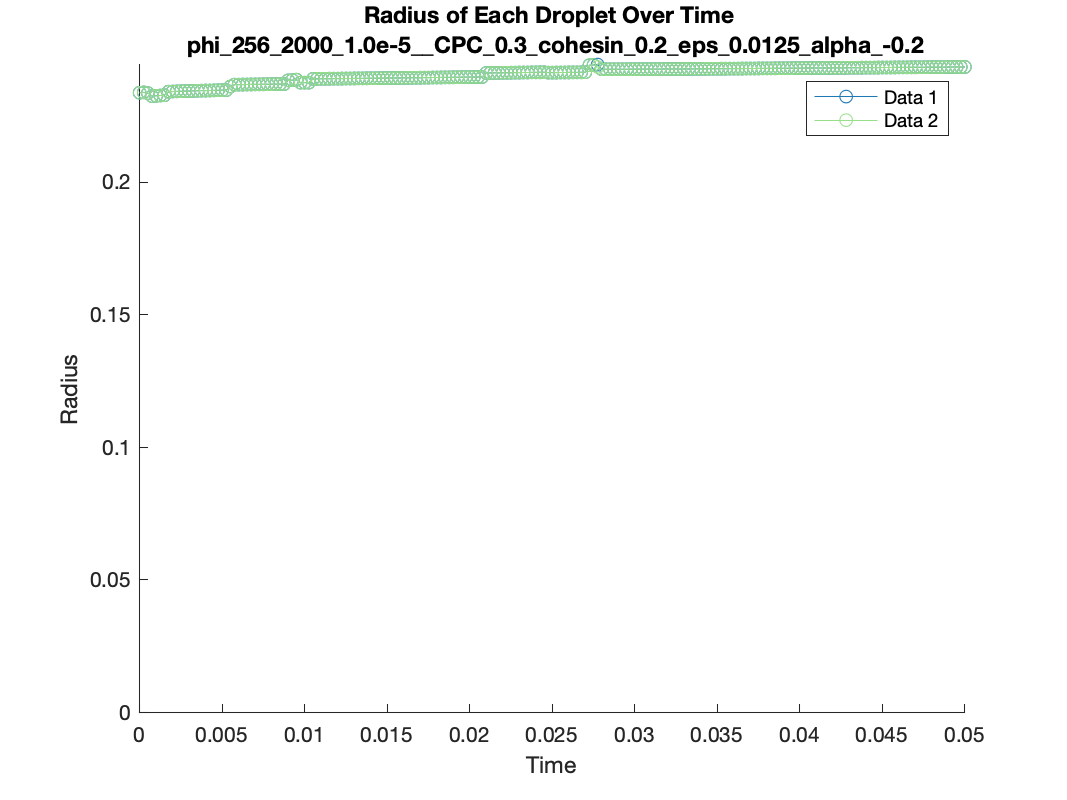 Radius of Each Droplet Over Time
phi_256_2000_1.0e-5__CPC_0.3_cohesin_0.2_eps_0.0125_alpha_-0.2
Data 1
Data 2
0.2
0.15
0.1
0.05
0
Radius
0 0.005 0.01 0.015 0.02 0.025 0.03 0.035 0.04 0.045 0.05
Time